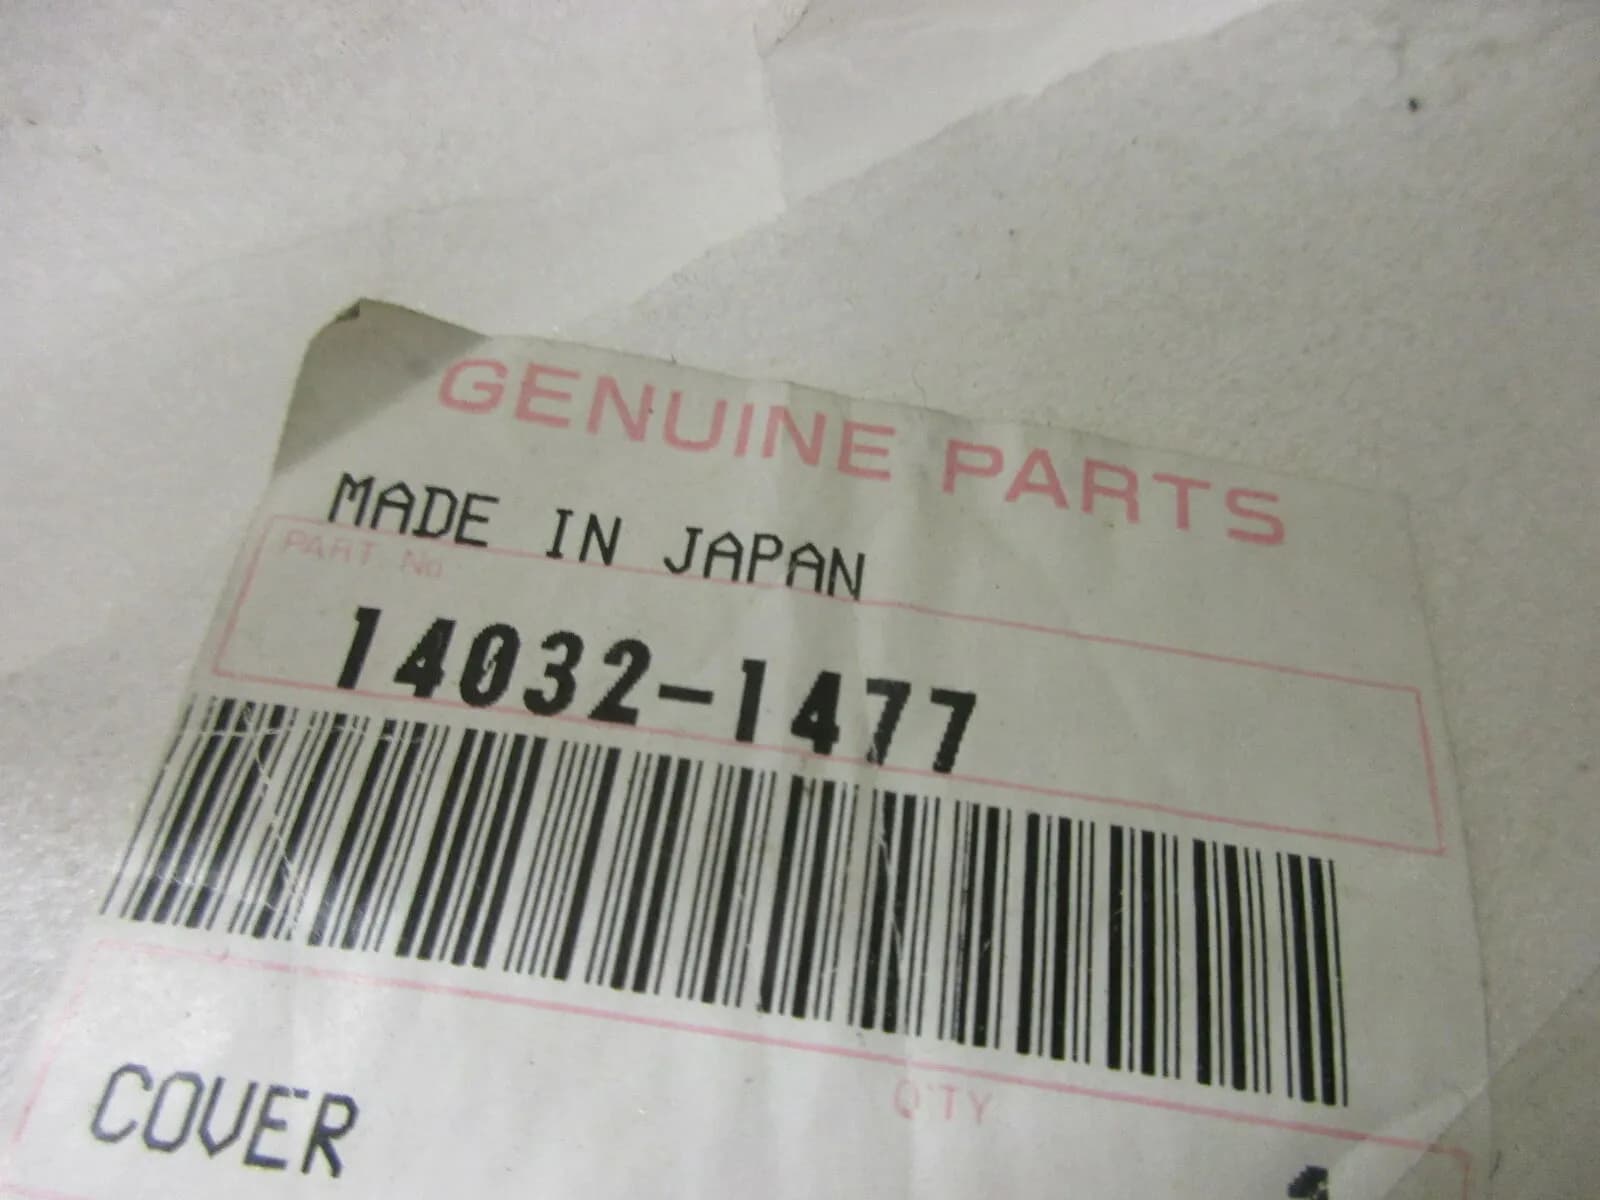 GENUINE PARTS
MADE IN JAPAN
PART No
14032-1477
COVER
Q'TY